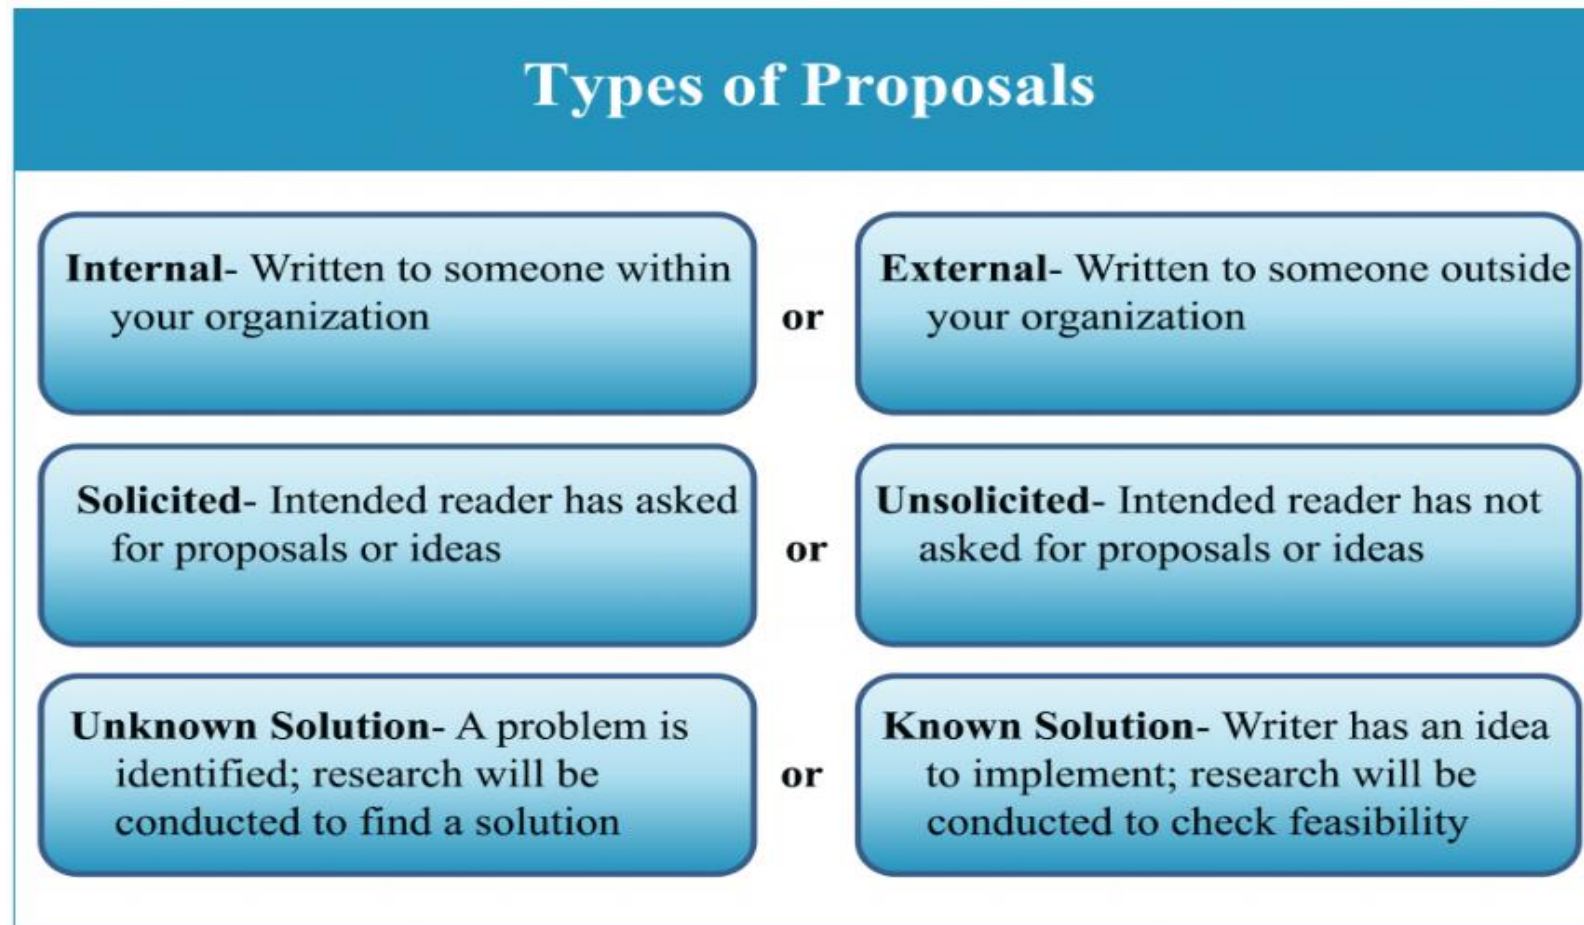 Types of Proposals
Internal- Written to someone within
your organization
or
External- Written to someone outside
your organization
Solicited- Intended reader has asked
for proposals or ideas
or
Unsolicited- Intended reader has not
asked for proposals or ideas
Unknown Solution- A problem is
identified; research will be
conducted to find a solution
or
Known Solution- Writer has an idea
to implement; research will be
conducted to check feasibility